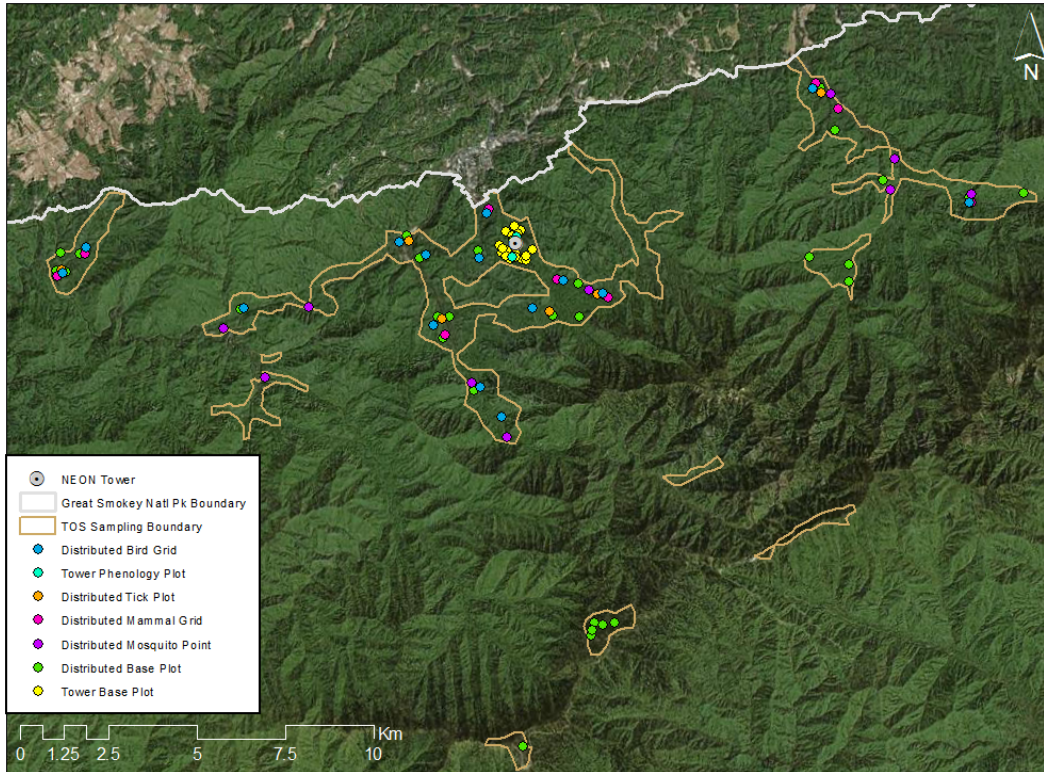 N
NEON Tower
Great Smokey Natl Pk Boundary
TOS Sampling Boundary
Distributed Bird Grid
Tower Phenology Plot
Distributed Tick Plot
Distributed Mammal Grid
Distributed Mosquito Point
Distributed Base Plot
Tower Base Plot
Km
0 1.25 2.5 5 7.5 10